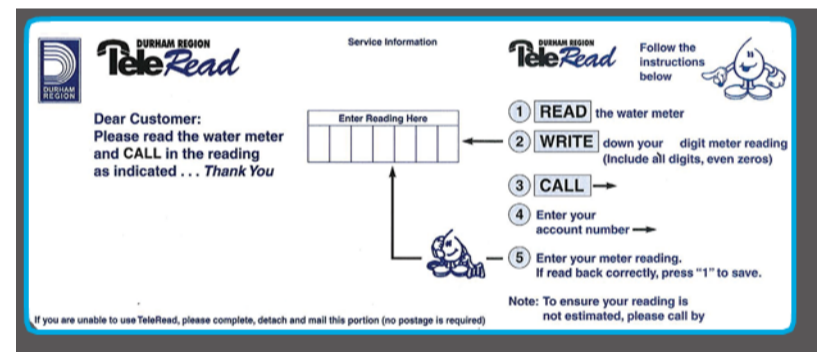 DURHAM REGION
DURHAM REGION
TeleRead
Dear Customer:
Please read the water meter
and CALL in the reading
as indicated . . . Thank You
Service Information
Enter Reading Here
DURHAM REGION
TeleRead
Follow the
instructions
below
1 READ the water meter
2 WRITE down your digit meter reading
(Include all digits, even zeros)
3 CALL
4 Enter your
account number
5 Enter your meter reading.
If read back correctly, press "1" to save.
Note: To ensure your reading is
not estimated, please call by
If you are unable to use TeleRead, please complete, detach and mail this portion (no postage is required)